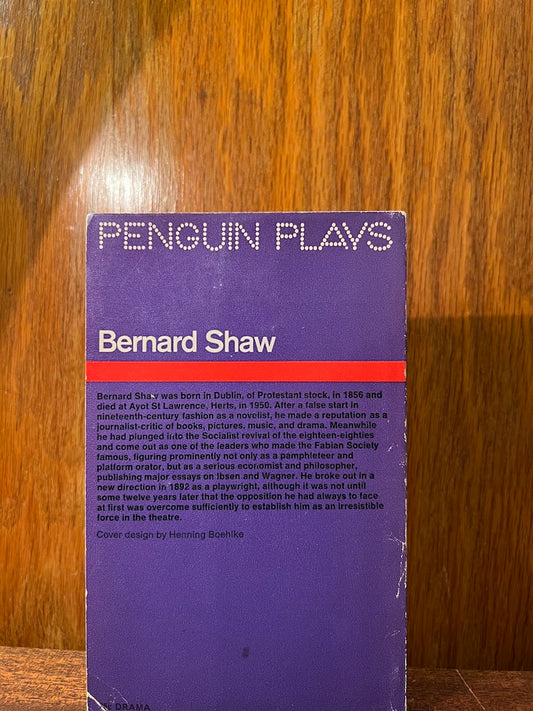 PENGUIN PLAYS
Bernard Shaw
Bernard Shaw was born in Dublin, of Protestant stock, in 1856 and
died at Ayot St Lawrence, Herts, in 1950. After a false start in
nineteenth-century fashion as a novelist, he made a reputation as a
journalist-critic of books, pictures, music, and drama. Meanwhile
he had plunged into the Socialist revival of the eighteen-eighties
and come out as one of the leaders who made the Fabian Society
famous, figuring prominently not only as a pamphleteer and
platform orator, but as a serious economist and philosopher,
publishing major essays on Ibsen and Wagner. He broke out in a
new direction in 1892 as a playwright, although it was not until
some twelve years later that the opposition he had always to face
at first was overcome sufficiently to establish him as an irresistible
force in the theatre.
Cover design by Henning Boehlke
DRAMA